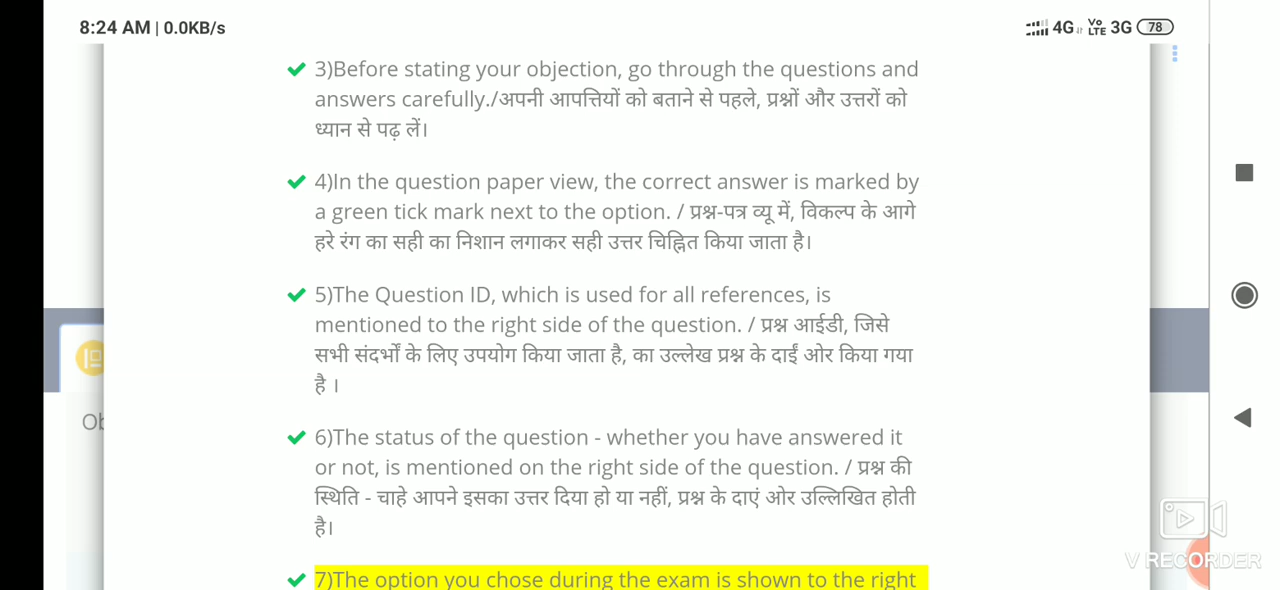 8:24 AM | 0.0KB/s
4G Vo LTE 3G 78
3)Before stating your objection, go through the questions and
answers carefully./अपनी आपत्तियों को बताने से पहले, प्रश्नों और उत्तरों को
ध्यान से पढ़ लें।
4)In the question paper view, the correct answer is marked by
a green tick mark next to the option. / प्रश्न-पत्र व्यू में, विकल्प के आगे
हरे रंग का सही का निशान लगाकर सही उत्तर चिह्नित किया जाता है।
5)The Question ID, which is used for all references, is
mentioned to the right side of the question. / प्रश्न आईडी, जिसे
सभी संदर्भों के लिए उपयोग किया जाता है, का उल्लेख प्रश्न के दाईं ओर किया गया
है ।
Ob
6)The status of the question - whether you have answered it
or not, is mentioned on the right side of the question. / प्रश्न की
स्थिति - चाहे आपने इसका उत्तर दिया हो या नहीं, प्रश्न के दाएं ओर उल्लिखित होती
है।
7)The option you chose during the exam is shown to the right
V RECORDER